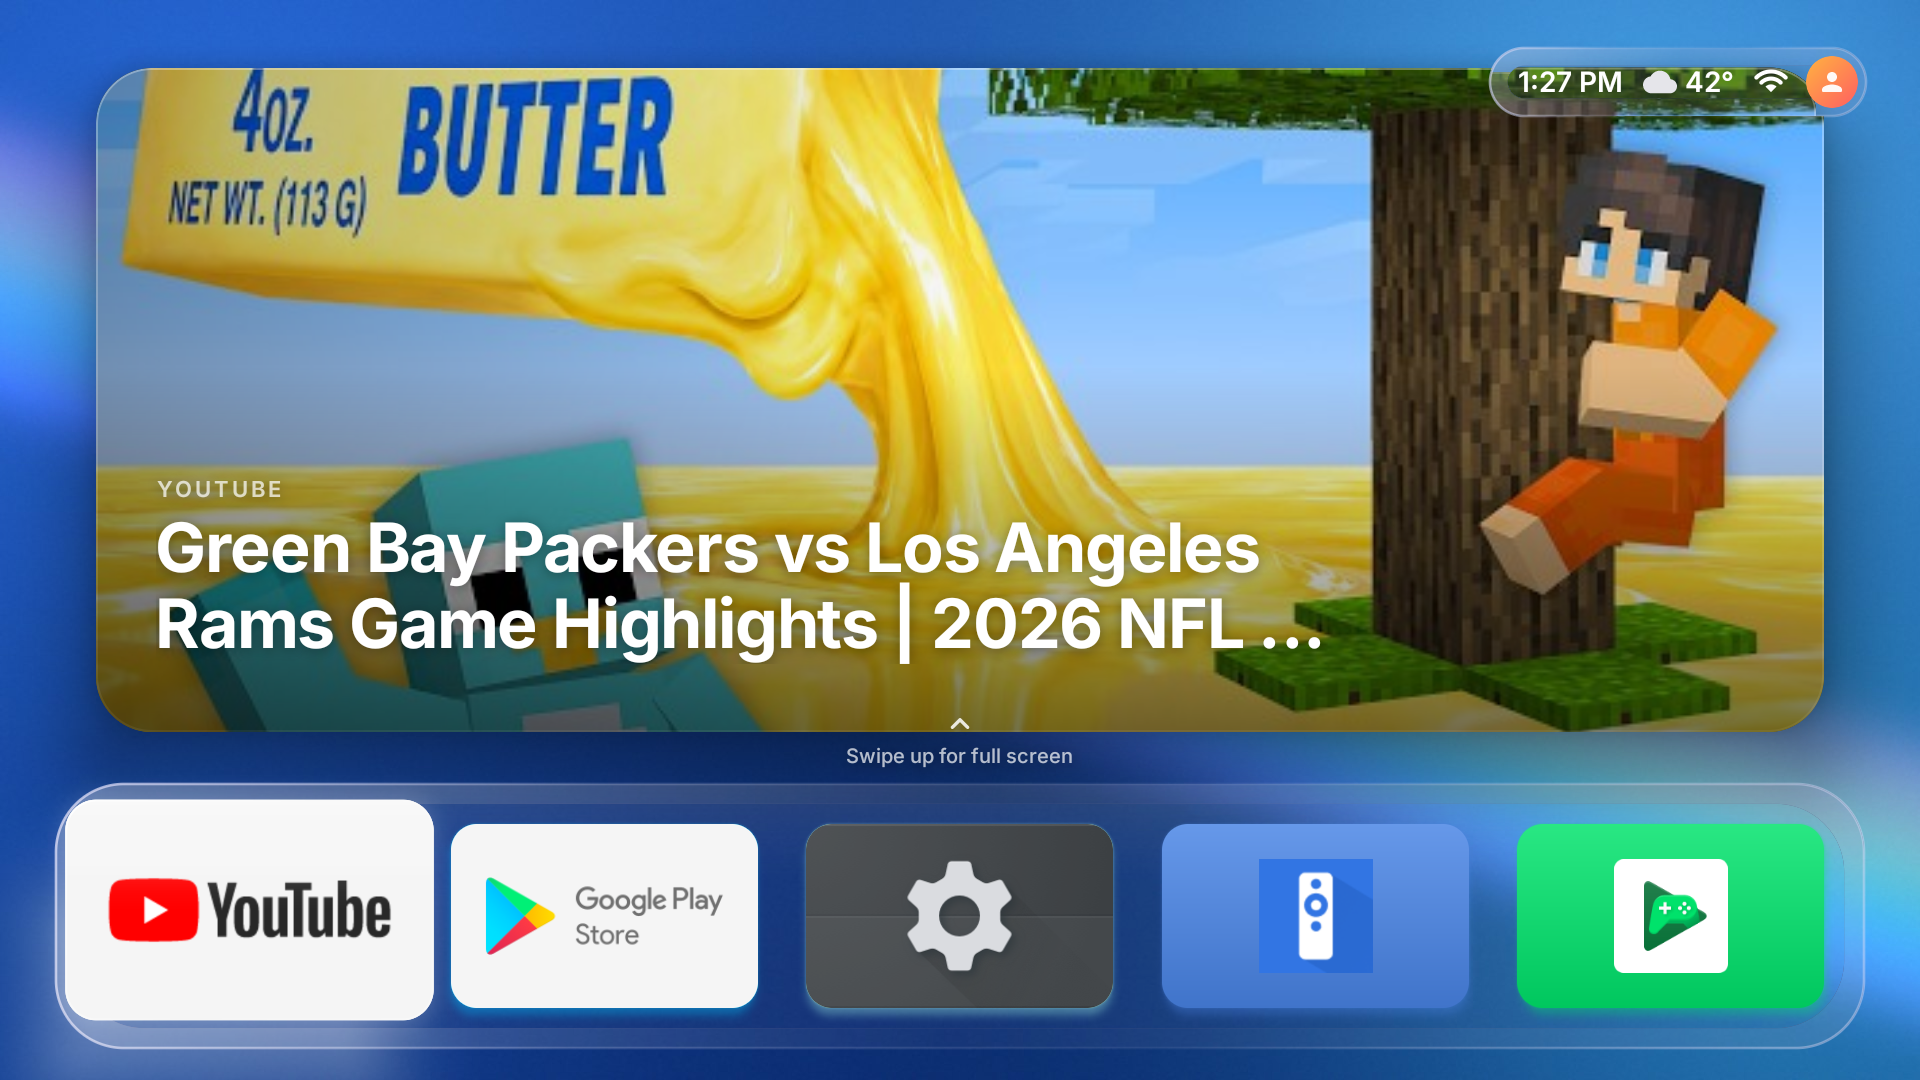 1:27 PM 42°
4OZ.
BUTTER
NET WT. (113 G)
YOUTUBE
Green Bay Packers vs Los Angeles
Rams Game Highlights | 2026 NFL ...
Swipe up for full screen
YouTube
Google Play
Store